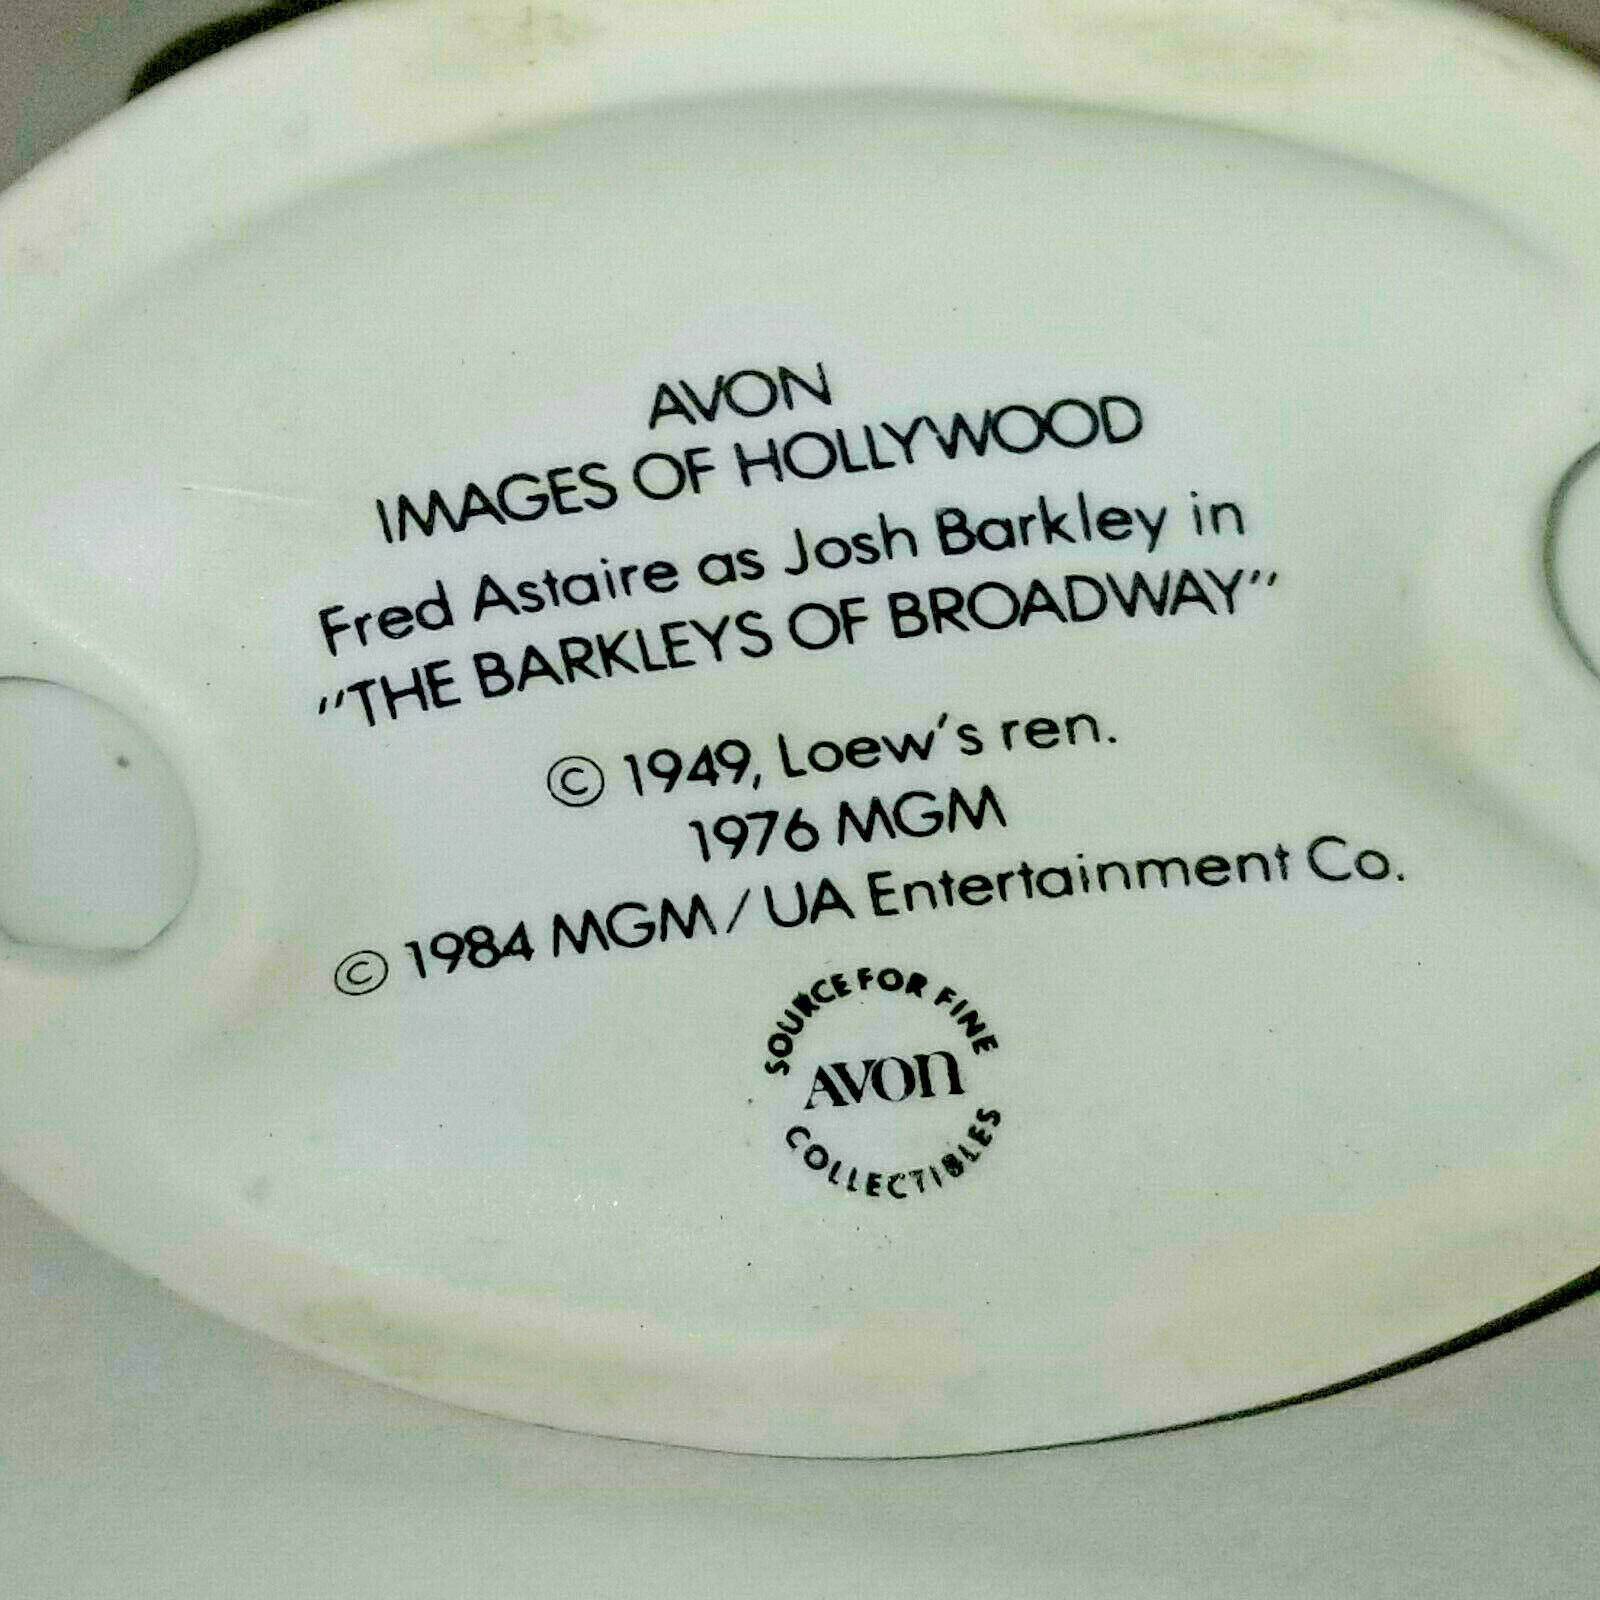 AVON
IMAGES OF HOLLYWOOD
Fred Astaire as Josh Barkley in
"THE BARKLEYS OF BROADWAY"
© 1949, Loew's ren.
1976 MGM
© 1984 MGM/UA Entertainment Co.
SOURCE FOR FINE
AVON
COLLECTIBLES